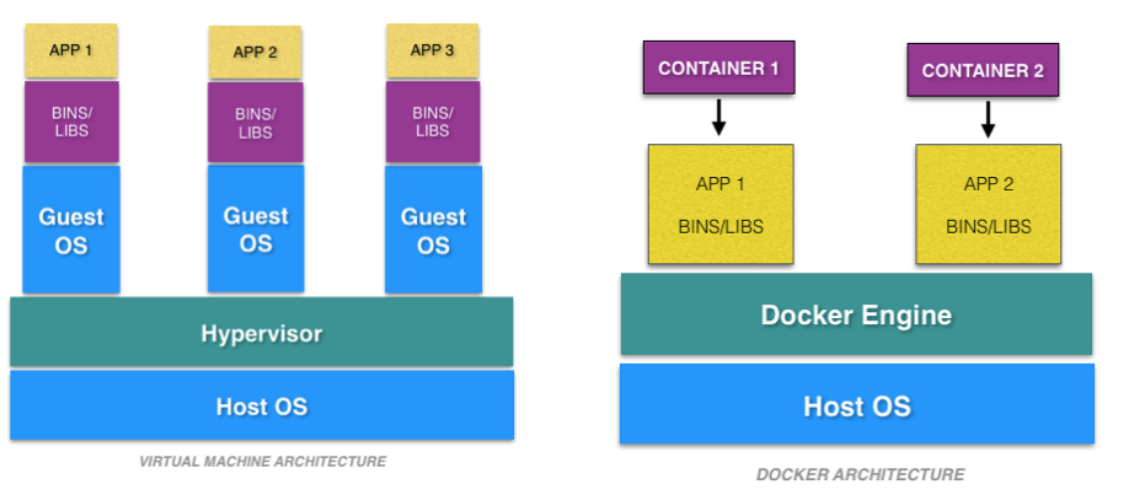 APP 1
BINS/
LIBS
Guest
OS
APP 2
BINS/
LIBS
Guest
OS
APP 3
BINS/
LIBS
Guest
OS
Hypervisor
Host OS
VIRTUAL MACHINE ARCHITECTURE
CONTAINER 1
APP 1
BINS/LIBS
CONTAINER 2
APP 2
BINS/LIBS
Docker Engine
Host OS
DOCKER ARCHITECTURE